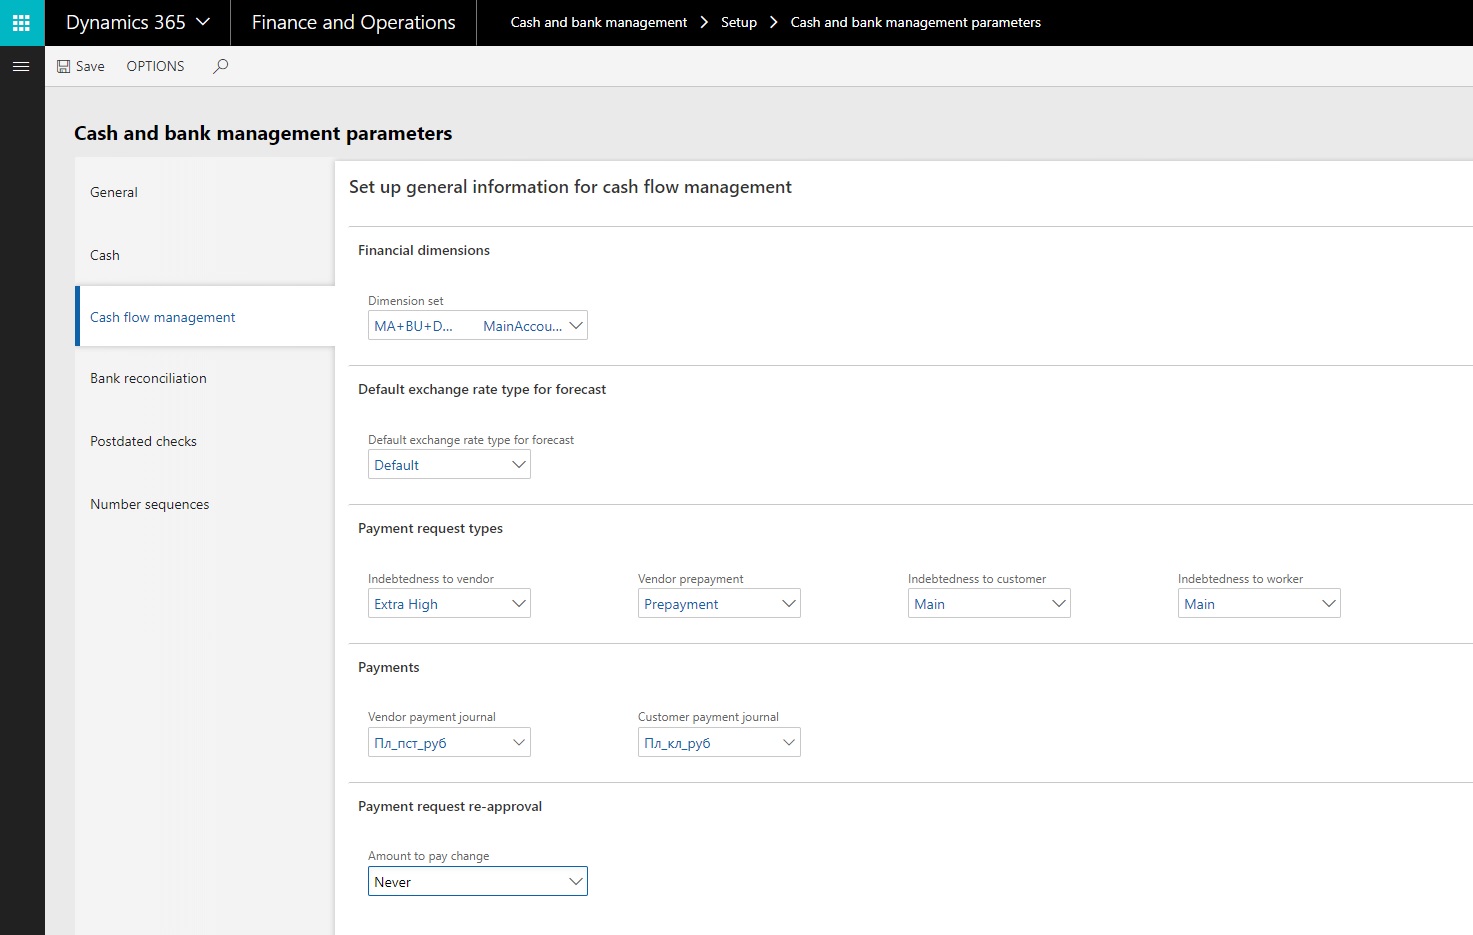 Dynamics 365 Finance and Operations Cash and bank management Setup Cash and bank management parameters
Save OPTIONS
Cash and bank management parameters
General
Cash
Cash flow management
Bank reconciliation
Postdated checks
Number sequences
Set up general information for cash flow management
Financial dimensions
Dimension set
MA+BU+D... MainAccou...
Default exchange rate type for forecast
Default exchange rate type for forecast
Default
Payment request types
Indebtedness to vendor Vendor prepayment Indebtedness to customer Indebtedness to worker
Extra High Prepayment Main Main
Payments
Vendor payment journal Customer payment journal
Пл_пст_руб Пл_кл_руб
Payment request re-approval
Amount to pay change
Never